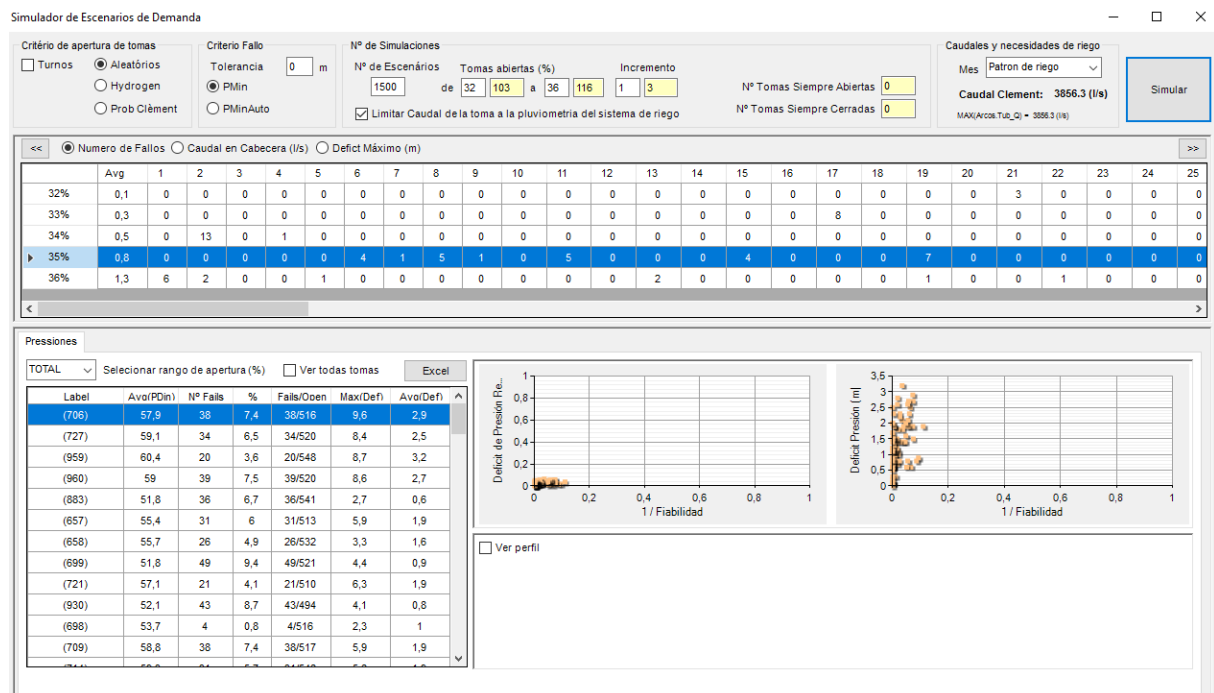 Simulador de Escenarios de Demanda
Critério de apertura de tomas
Turnos
Aleatórios
Hydrogen
Prob Clèment
Criterio Fallo
Tolerancia 0 m
PMin
PMinAuto
Nº de Simulaciones
Nº de Escenários Tomas abiertas (%) Incremento
1500 de 32 103 a 36 116 1 3
Limitar Caudal de la toma a la pluviometria del sistema de riego
Nº Tomas Siempre Abiertas 0
Nº Tomas Siempre Cerradas 0
Caudales y necesidades de riego
Mes Patron de riego
Caudal Clement: 3856.3 (l/s)
MAX(Arcos.Tub_Q) = 3856.3 (l/s)
Simular
<< Numero de Fallos Caudal en Cabecera (l/s) Defict Máximo (m) >>
Avg 1 2 3 4 5 6 7 8 9 10 11 12 13 14 15 16 17 18 19 20 21 22 23 24 25
32% 0,1 0 0 0 0 0 0 0 0 0 0 0 0 0 0 0 0 0 0 0 0 3 0 0 0 0
33% 0,3 0 0 0 0 0 0 0 0 0 0 0 0 0 0 0 0 8 0 0 0 0 0 0 0 0
34% 0,5 0 13 0 1 0 0 0 0 0 0 0 0 0 0 0 0 0 0 0 0 0 0 0 0 0
35% 0,8 0 0 0 0 0 4 1 5 1 0 5 0 0 0 4 0 0 0 7 0 0 0 0 0 0
36% 1,3 6 2 0 0 1 0 0 0 0 0 0 0 2 0 0 0 0 0 1 0 0 1 0 0 0
Pressiones
TOTAL Selecionar rango de apertura (%) Ver todas tomas Excel
Label Avg(PDin) Nº Fails % Fails/Open Max(Def) Avg(Def)
(706) 57,9 38 7,4 38/516 9,6 2,9
(727) 59,1 34 6,5 34/520 8,4 2,5
(959) 60,4 20 3,6 20/548 8,7 3,2
(960) 59 39 7,5 39/520 8,6 2,7
(883) 51,8 36 6,7 36/541 2,7 0,6
(657) 55,4 31 6 31/513 5,9 1,9
(658) 55,7 26 4,9 26/532 3,3 1,6
(699) 51,8 49 9,4 49/521 4,4 0,9
(721) 57,1 21 4,1 21/510 6,3 1,9
(930) 52,1 43 8,7 43/494 4,1 0,8
(698) 53,7 4 0,8 4/516 2,3 1
(709) 58,8 38 7,4 38/517 5,9 1,9
Deficit de Presión Re...
1
0,8
0,6
0,4
0,2
0
0 0,2 0,4 0,6 0,8 1
1 / Fiabilidad
Deficit Presión [m]
3,5
3
2,5
2
1,5
1
0,5
0
0 0,2 0,4 0,6 0,8 1
1 / Fiabilidad
Ver perfil